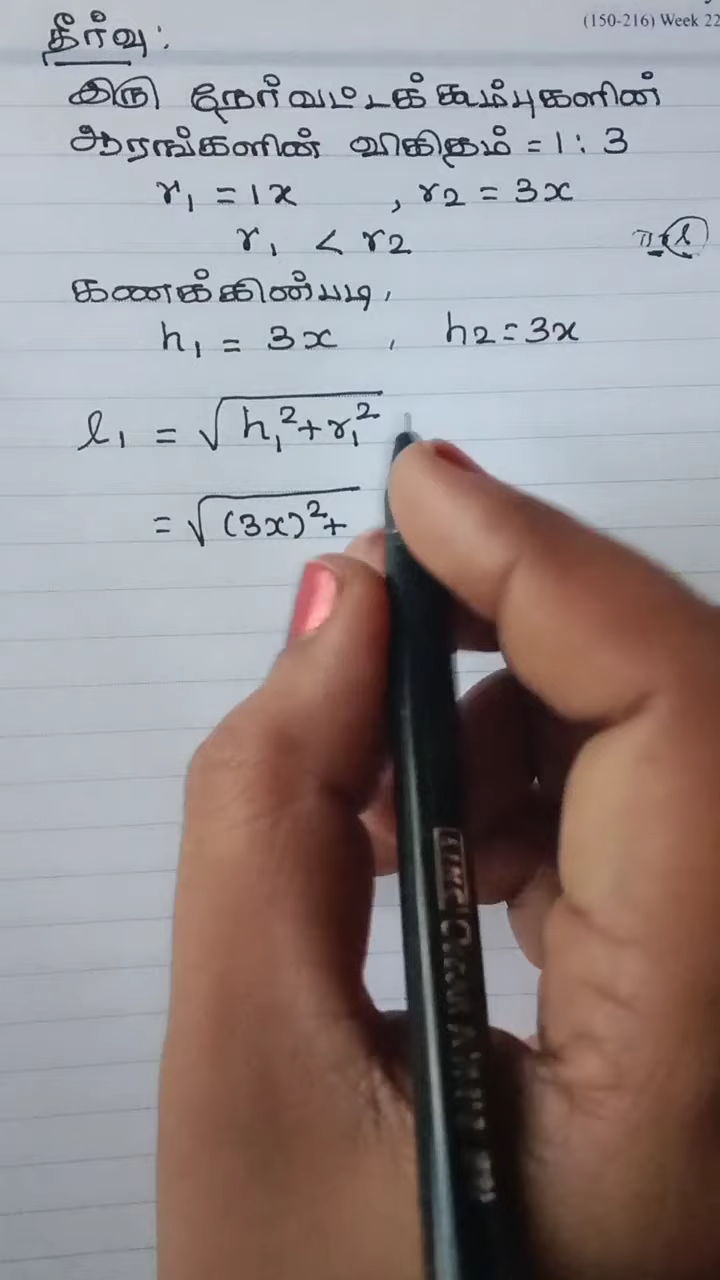 (150-216) Week 22
தீர்வு:
இரு நேர்வட்டக் கூம்புகளின்
ஆரங்களின் விகிதம் = 1 : 3
r₁ = 1x , r₂ = 3x
r₁ < r₂
πrl
கணக்கின்படி,
h₁ = 3x , h₂ = 3x
l₁ = √(h₁² + r₁²)
= √(3x)² +